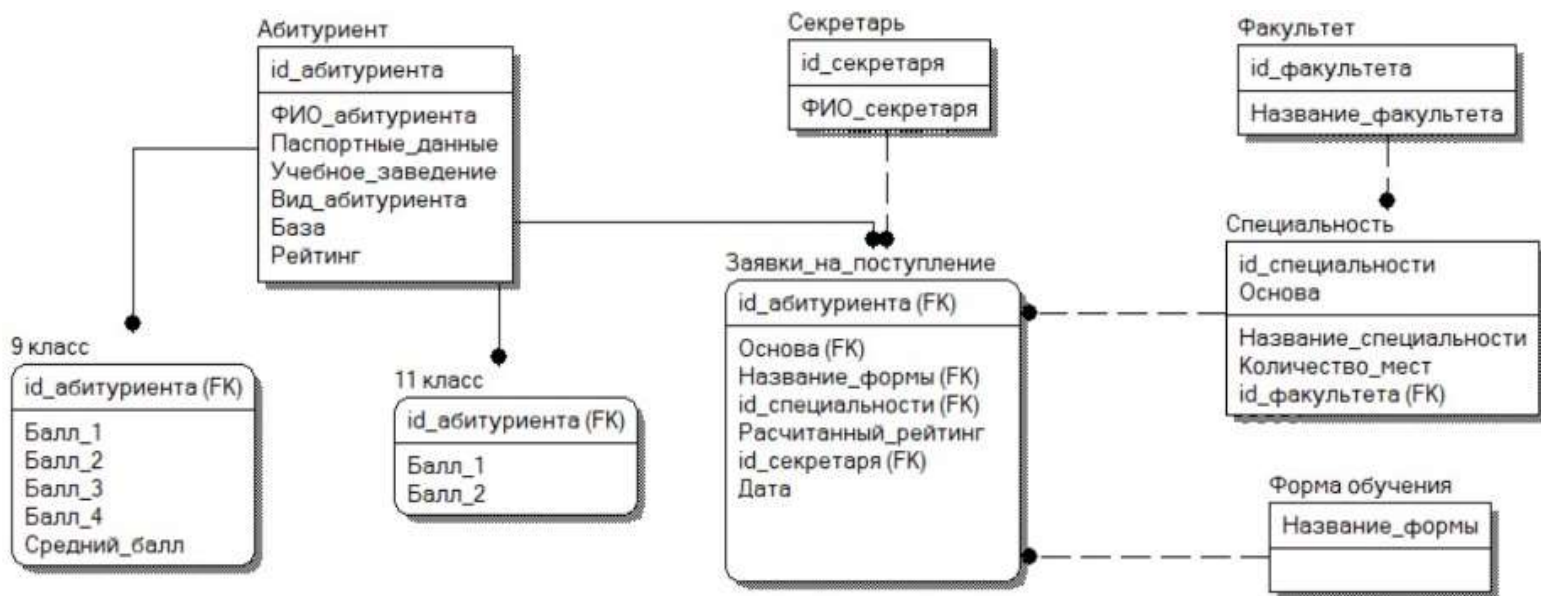 Абитуриент
id_абитуриента
ФИО_абитуриента
Паспортные_данные
Учебное_заведение
Вид_абитуриента
База
Рейтинг
Секретарь
id_секретаря
ФИО_секретаря
Факультет
id_факультета
Название_факультета
Специальность
id_специальности
Основа
Название_специальности
Количество_мест
id_факультета (FK)
Заявки_на_поступление
id_абитуриента (FK)
Основа (FK)
Название_формы (FK)
id_специальности (FK)
Расчитанный_рейтинг
id_секретаря (FK)
Дата
9 класс
id_абитуриента (FK)
Балл_1
Балл_2
Балл_3
Балл_4
Средний_балл
11 класс
id_абитуриента (FK)
Балл_1
Балл_2
Форма обучения
Название_формы